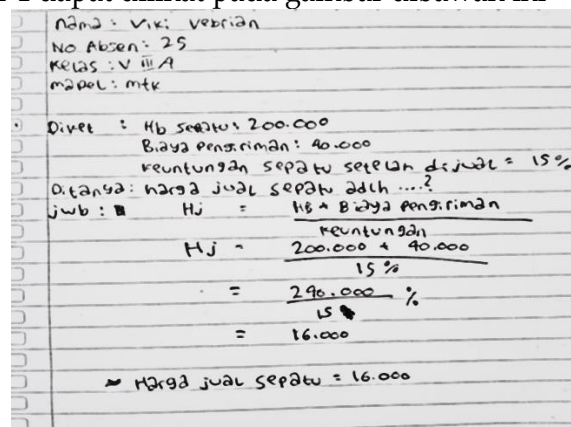 nama : Viki Vebrian
No Absen : 25
Kelas : V III A
mapel : mtk
Diket : Hb sepatu : 200.000
Biaya Pengiriman : 40.000
Keuntungan sepatu setelah dijual = 15%
Ditanya : harga jual sepatu adlh ....?
jwb : Hj = HB + Biaya Pengiriman
Keuntungan
Hj = 200.000 + 40.000
15 %
= 240.000 %
15
= 16.000
Harga jual sepatu = 16.000